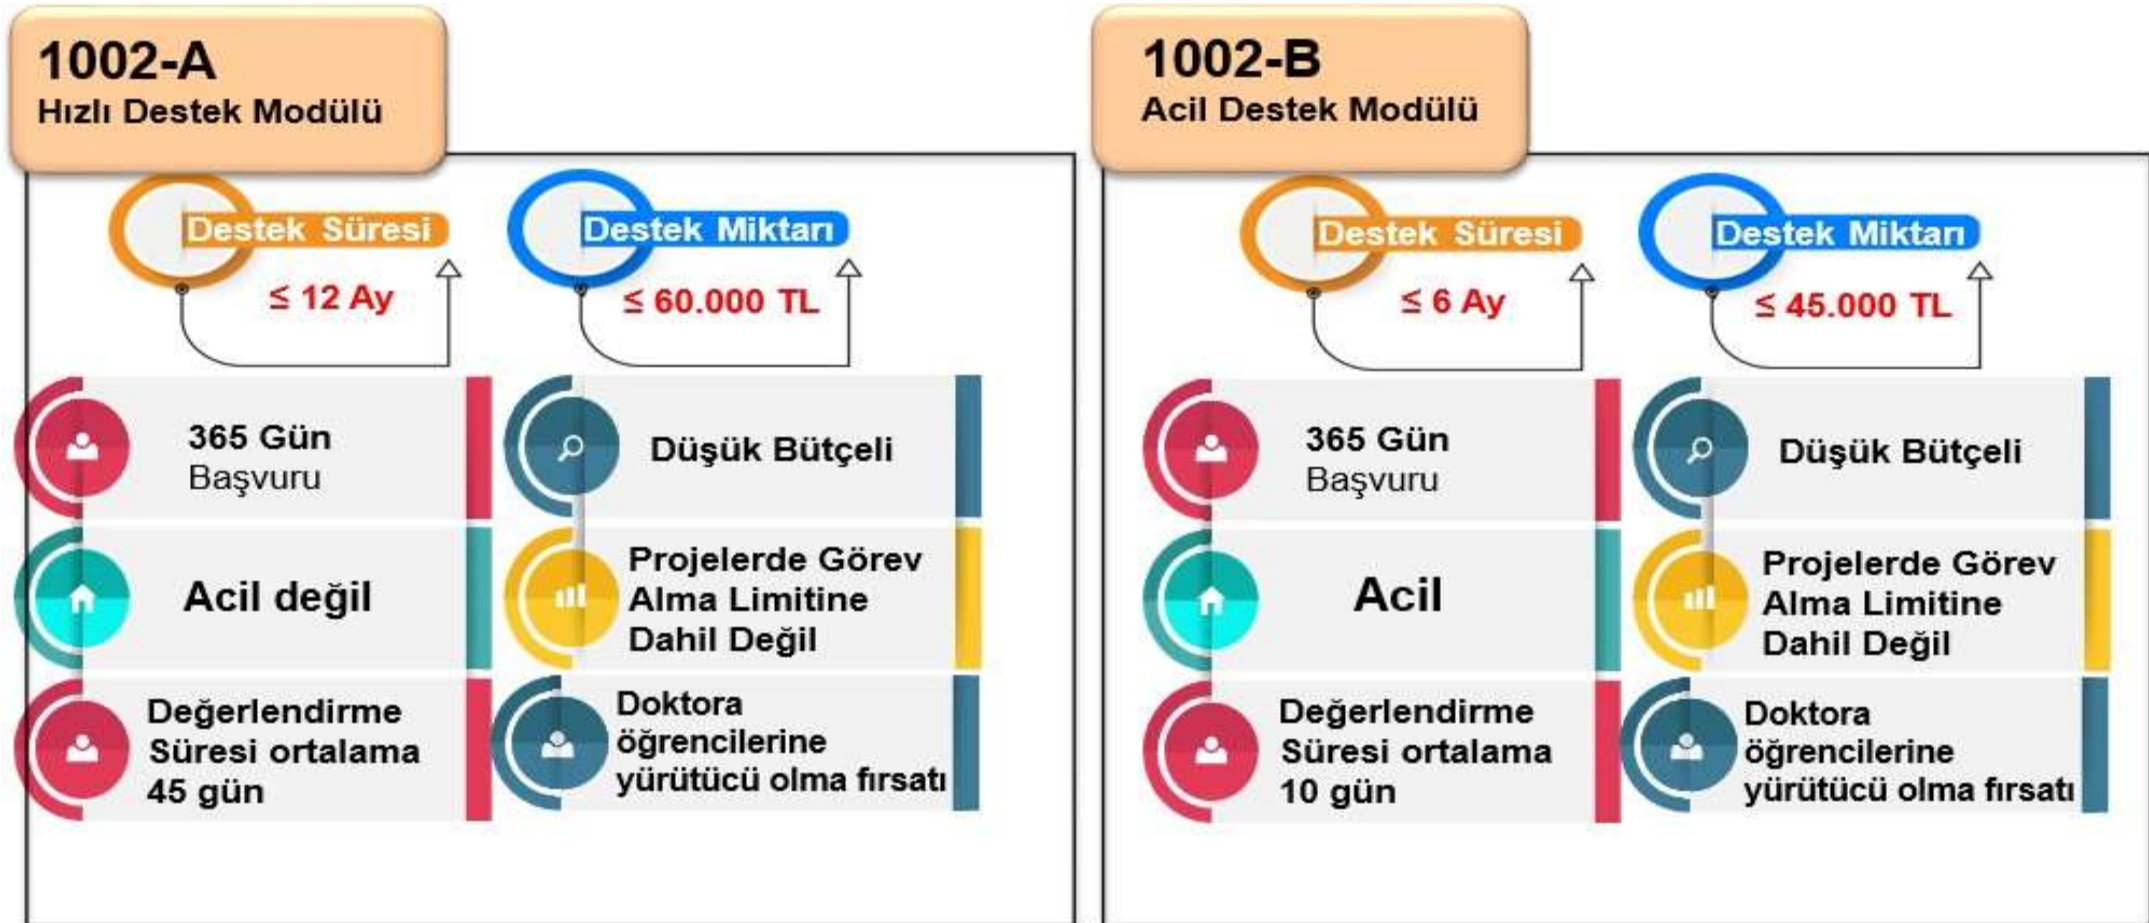 1002-A
Hızlı Destek Modülü
Destek Süresi
≤ 12 Ay
Destek Miktarı
≤ 60.000 TL
365 Gün
Başvuru
Düşük Bütçeli
Acil değil
Projelerde Görev
Alma Limitine
Dahil Değil
Değerlendirme
Süresi ortalama
45 gün
Doktora
öğrencilerine
yürütücü olma fırsatı
1002-B
Acil Destek Modülü
Destek Süresi
≤ 6 Ay
Destek Miktarı
≤ 45.000 TL
365 Gün
Başvuru
Düşük Bütçeli
Acil
Projelerde Görev
Alma Limitine
Dahil Değil
Değerlendirme
Süresi ortalama
10 gün
Doktora
öğrencilerine
yürütücü olma fırsatı